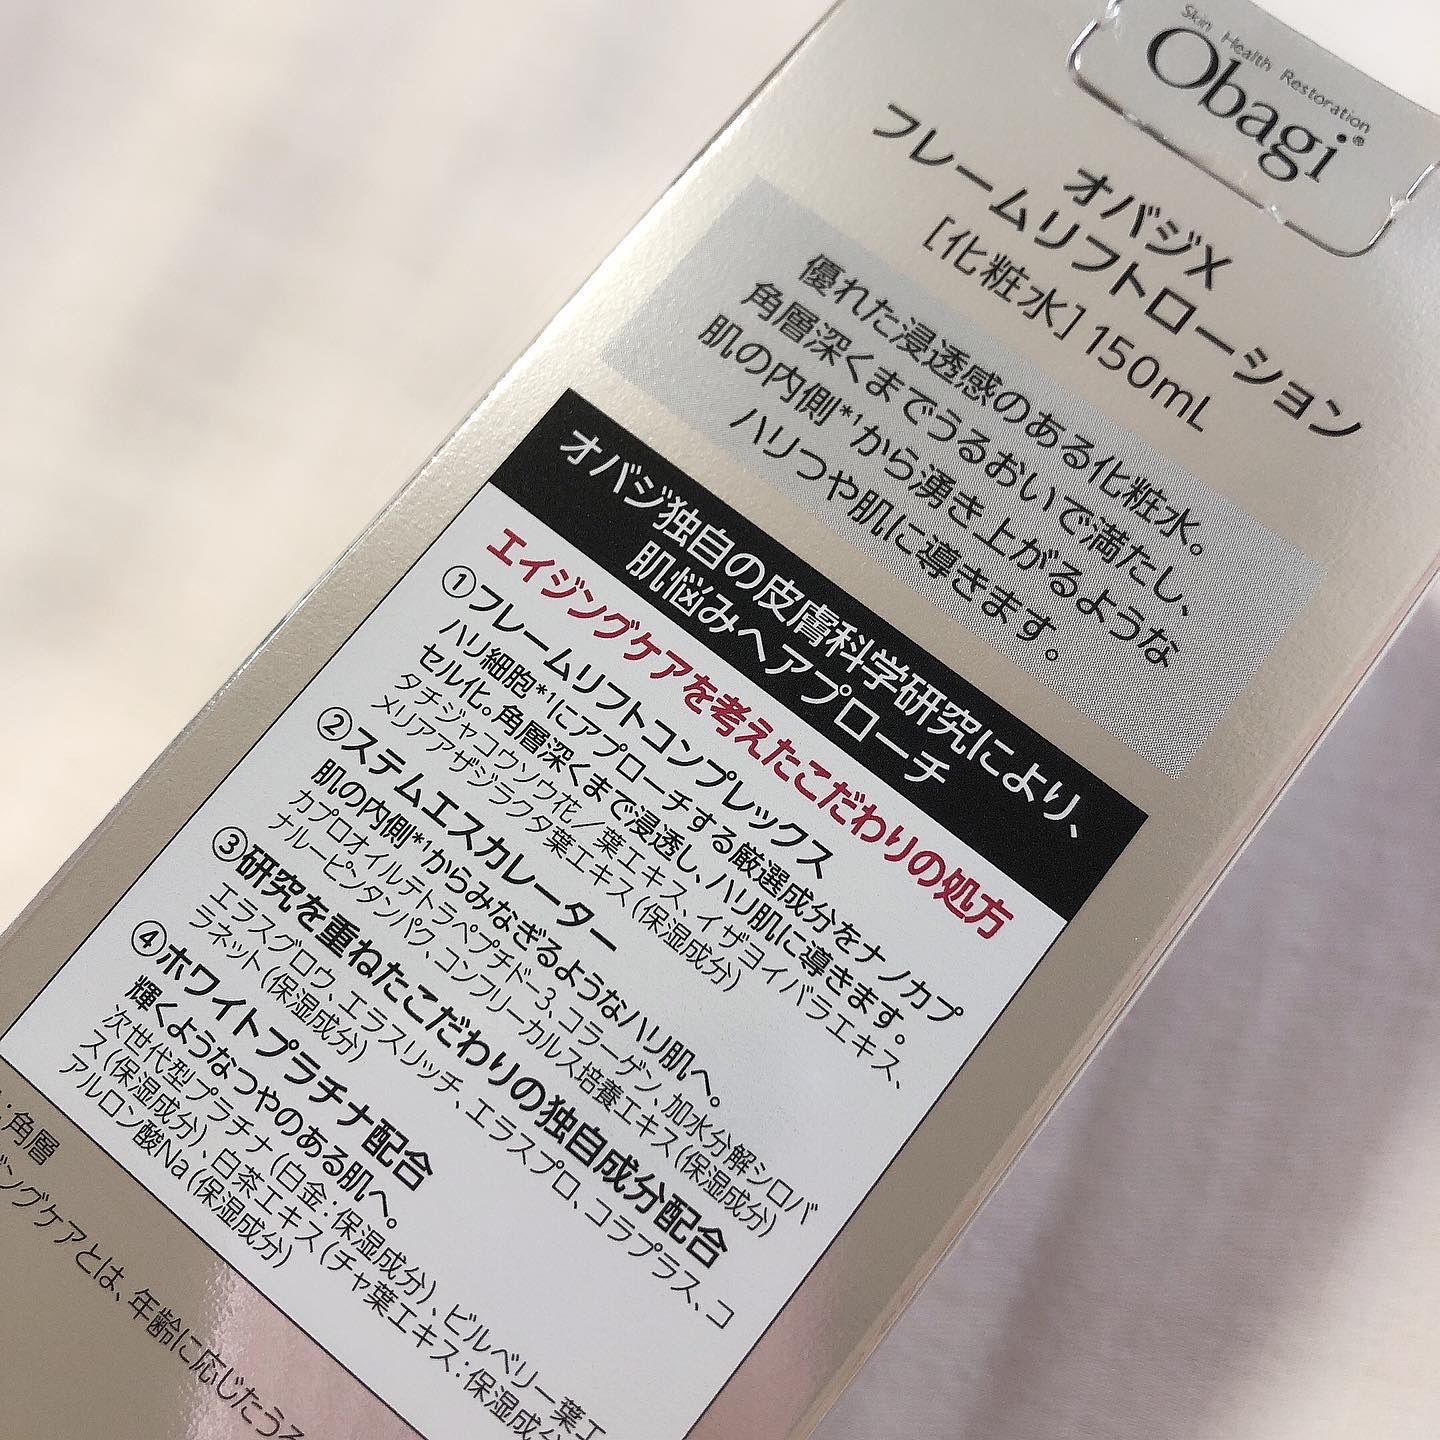 Skin Health Restoration
Obagi®
オバジX
フレームリフトローション
[化粧水] 150mL
優れた浸透感のある化粧水。
角層深くまでうるおいで満たし、
肌の内側*1から湧き上がるような
ハリつや肌に導きます。
オバジ独自の皮膚科学研究により、
肌悩みへアプローチ
エイジングケアを考えたこだわりの処方
①フレームリフトコンプレックス
ハリ細胞*1にアプローチする厳選成分をナノカプ
セル化。角層深くまで浸透し、ハリ肌に導きます。
タチジャコウソウ花/葉エキス、イザヨイバラエキス、
メリアアザジラクタ葉エキス(保湿成分)
②ステムエスカレーター
肌の内側*1からみなぎるようなハリ肌へ。
カプロオイルテトラペプチド-3、コラーゲン、加水分解シロバ
ナルーピンタンパク、コンフリーカルス培養エキス(保湿成分)
③研究を重ねたこだわりの独自成分配合
エラスグロウ、エラスリッチ、エラスプロ、コラプラス、コ
ラネット(保湿成分)
④ホワイトプラチナ配合
輝くようなつやのある肌へ。
次世代型プラチナ(白金:保湿成分)、ビルベリー葉エ
ス(保湿成分)、白茶エキス(チャ葉エキス:保湿成分
アルロン酸Na(保湿成分)
:角層
ジングケアとは、年齢に応じたうる